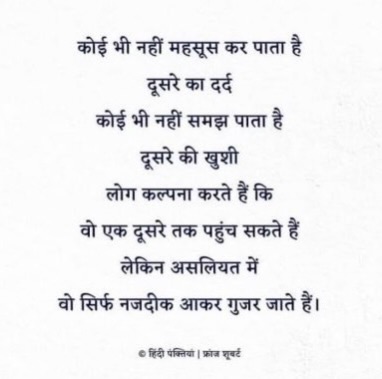 कोई भी नहीं महसूस कर पाता है
दूसरे का दर्द
कोई भी नहीं समझ पाता है
दूसरे की खुशी
लोग कल्पना करते हैं कि
वो एक दूसरे तक पहुंच सकते हैं
लेकिन असलियत में
वो सिर्फ नजदीक आकर गुजर जाते हैं।
© हिंदी पंक्तियां | फ्रांज शूबर्ट